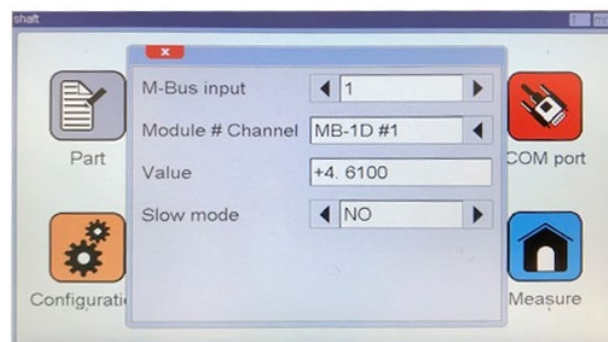 shaft
1
M-Bus input
1
Module # Channel
MB-1D #1
Value
+4. 6100
Slow mode
NO
Part
COM port
Measure